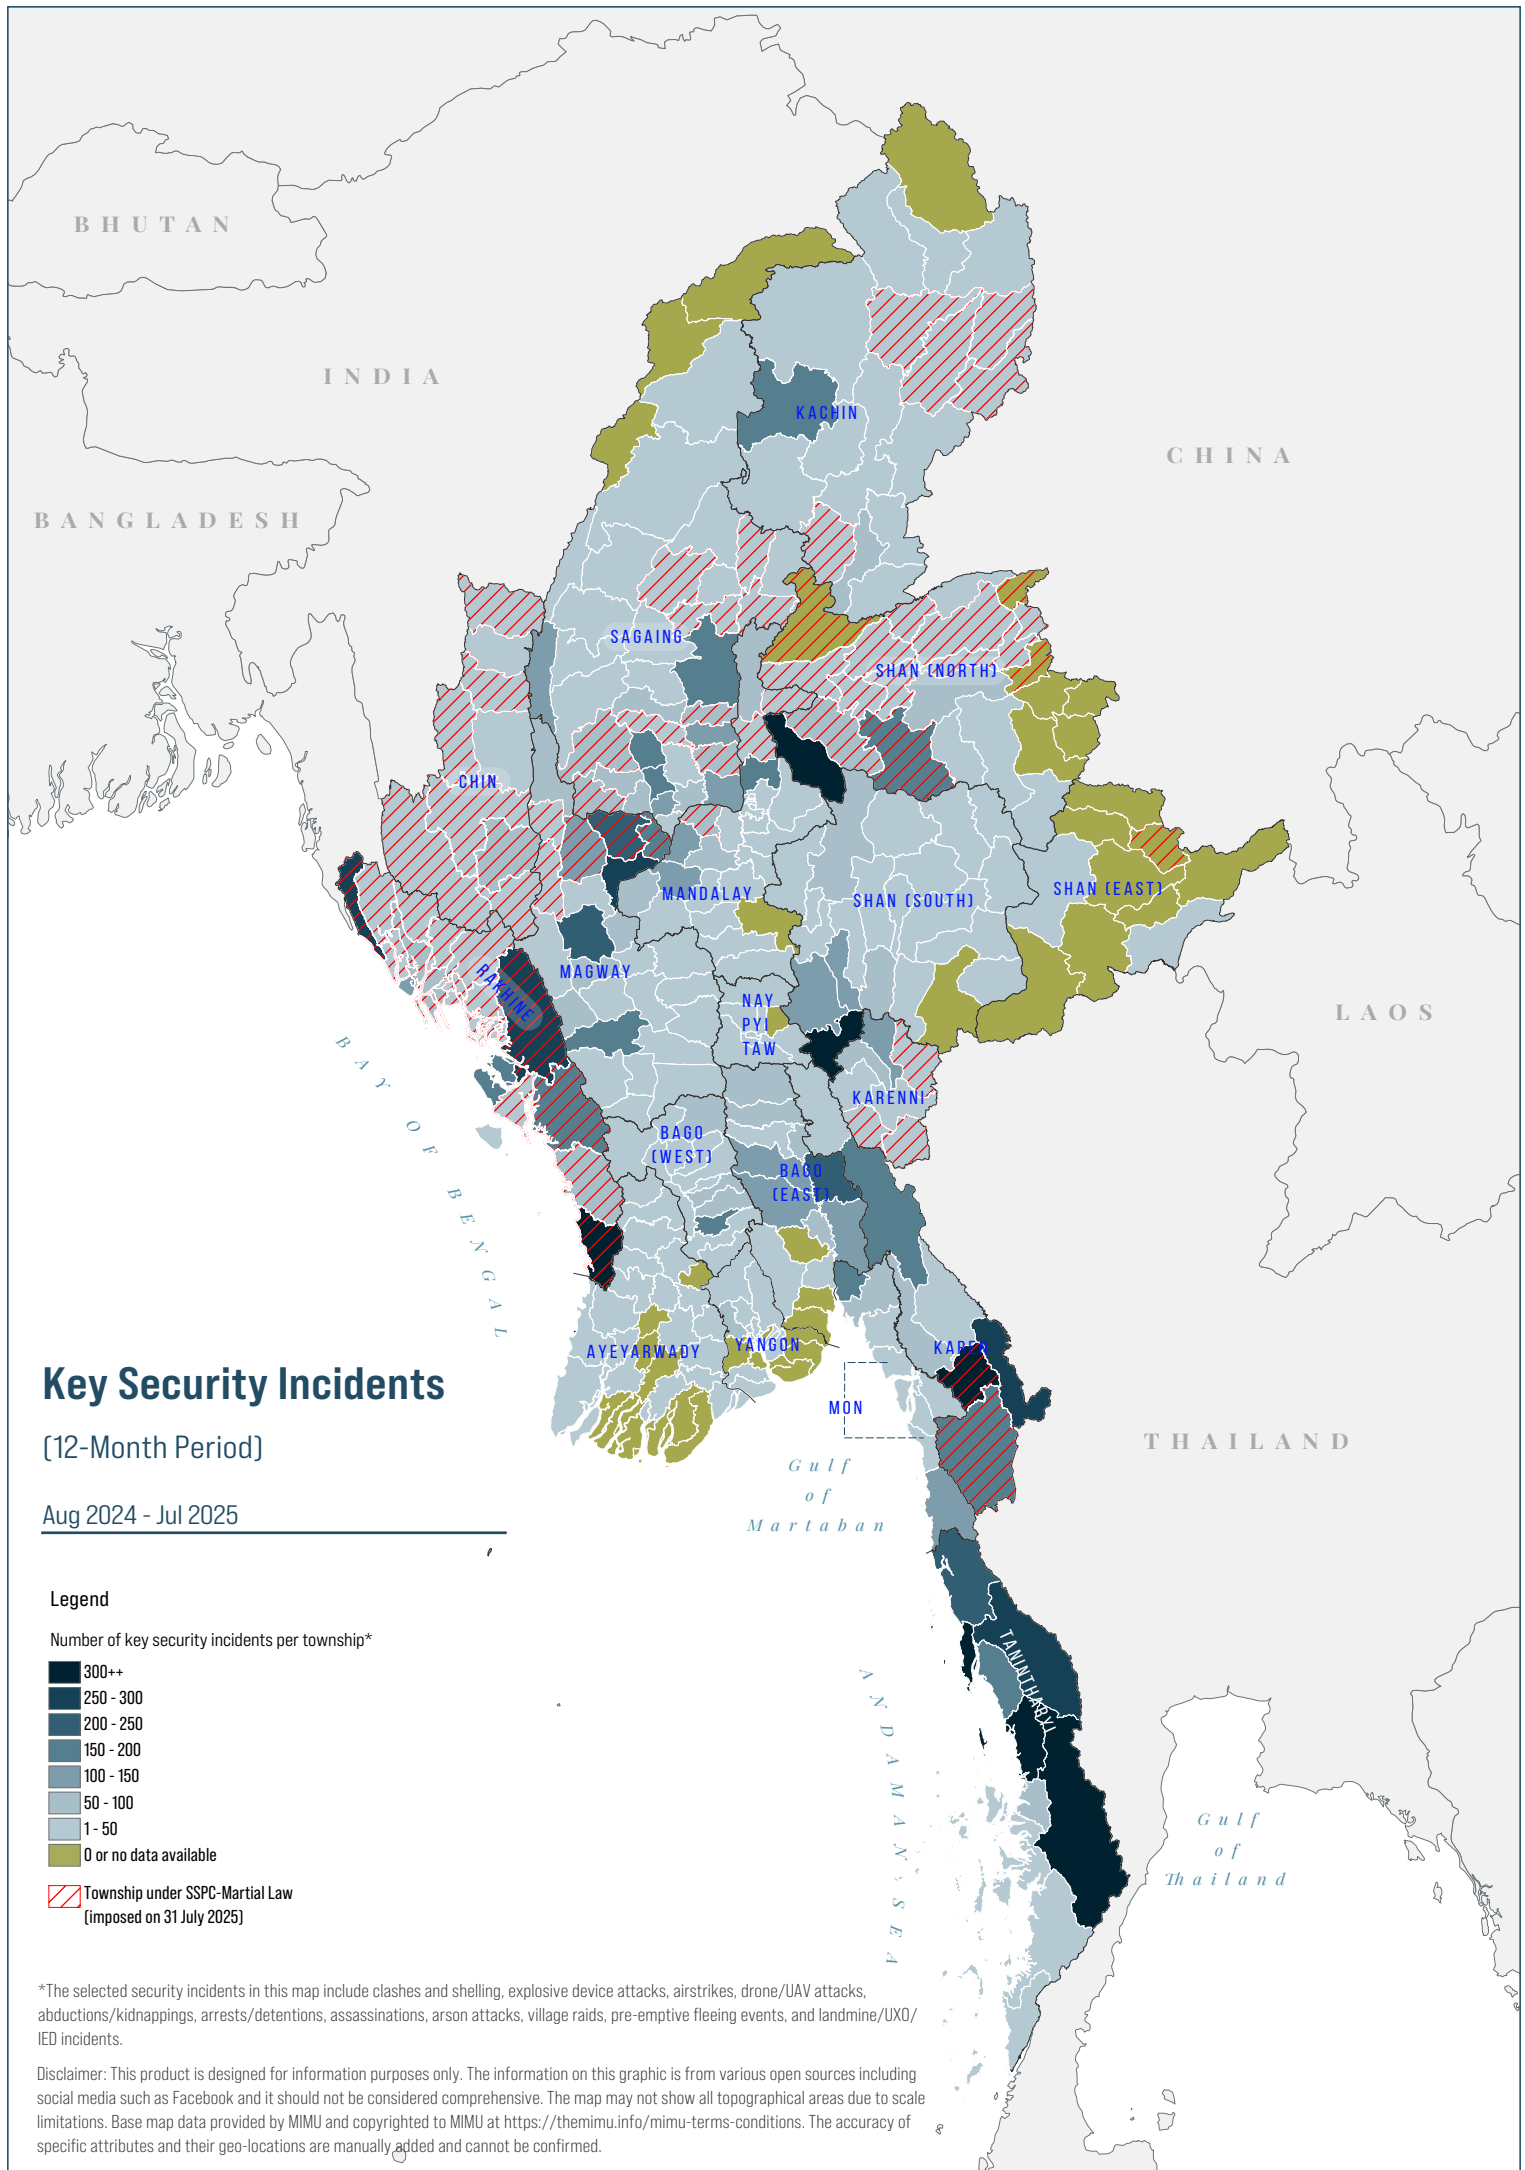 BHUTAN
INDIA
KACHIN
CHINA
BANGLADESH
SAGAING
SHAN (NORTH)
CHIN
MANDALAY
SHAN (SOUTH)
SHAN (EAST)
RAKHINE
MAGWAY
NAY
PYI
TAW
LAOS
BAY OF BENGAL
KARENNI
BAGO
(WEST)
BAGO
(EAST)
AYEYARWADY
YANGON
KAREN
MON
THAILAND
Gulf
of
Martaban
Key Security Incidents
(12-Month Period)
Aug 2024 - Jul 2025
TANINTHARYI
ANDAMAN SEA
Gulf
of
Thailand
Legend
Number of key security incidents per township*
300++
250 - 300
200 - 250
150 - 200
100 - 150
50 - 100
1 - 50
0 or no data available
Township under SSPC-Martial Law
(imposed on 31 July 2025)
*The selected security incidents in this map include clashes and shelling, explosive device attacks, airstrikes, drone/UAV attacks,
abductions/kidnappings, arrests/detentions, assassinations, arson attacks, village raids, pre-emptive fleeing events, and landmine/UXO/
IED incidents.
Disclaimer: This product is designed for information purposes only. The information on this graphic is from various open sources including
social media such as Facebook and it should not be considered comprehensive. The map may not show all topographical areas due to scale
limitations. Base map data provided by MIMU and copyrighted to MIMU at https://themimu.info/mimu-terms-conditions. The accuracy of
specific attributes and their geo-locations are manually added and cannot be confirmed.